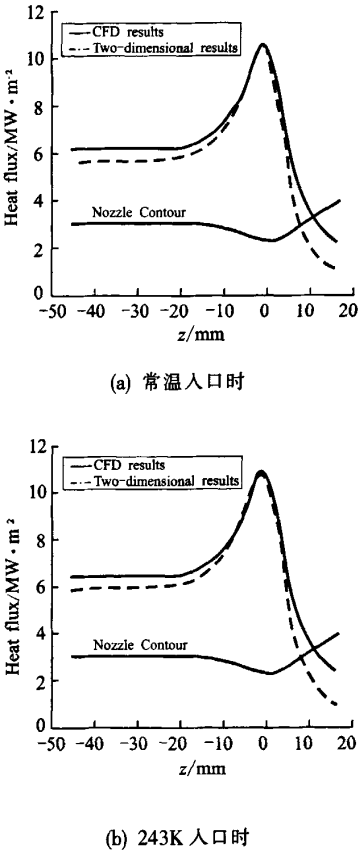 12
CFD results
Two-dimensional results
10
8
6
4
2
0
Heat flux/MW·m⁻²
Nozzle Contour
−50 −40 −30 −20 −10 0 10 20
z/mm
(a) 常温入口时
12
CFD results
Two-dimensional results
10
8
6
4
2
0
Heat flux/MW·m⁻²
Nozzle Contour
−50 −40 −30 −20 −10 0 10 20
z/mm
(b) 243K 入口时